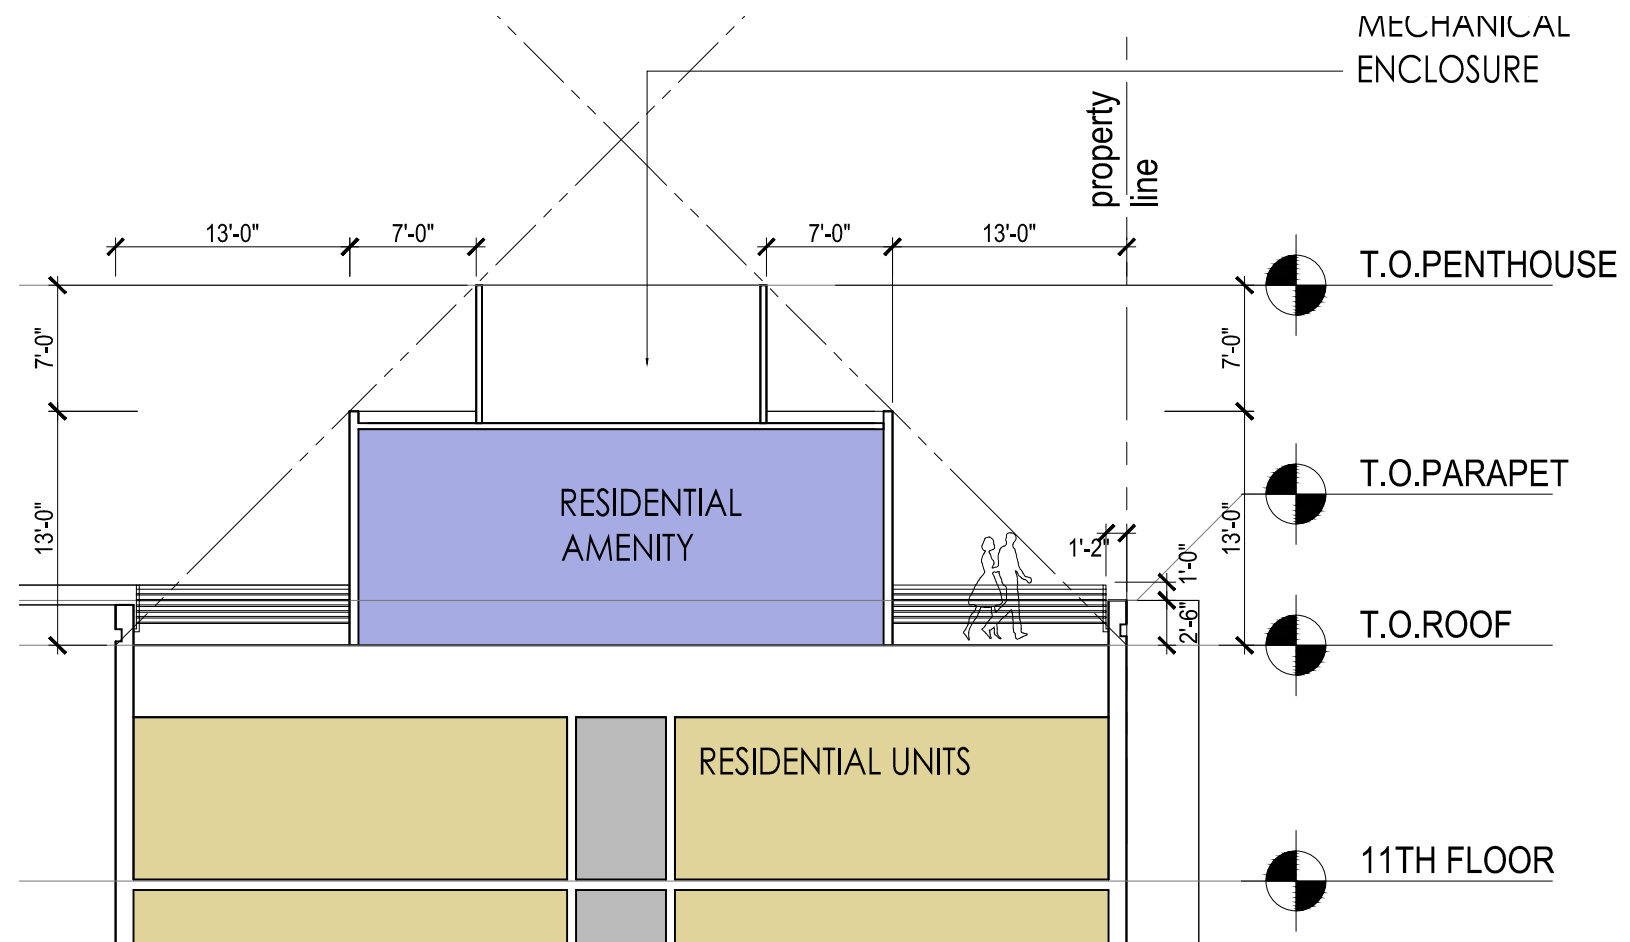 MECHANICAL
ENCLOSURE
property
line
13'-0"
7'-0"
7'-0"
13'-0"
T.O.PENTHOUSE
7'-0"
7'-0"
T.O.PARAPET
RESIDENTIAL
AMENITY
13'-0"
13'-0"
1'-2"
1'-0"
2'-6"
T.O.ROOF
RESIDENTIAL UNITS
11TH FLOOR